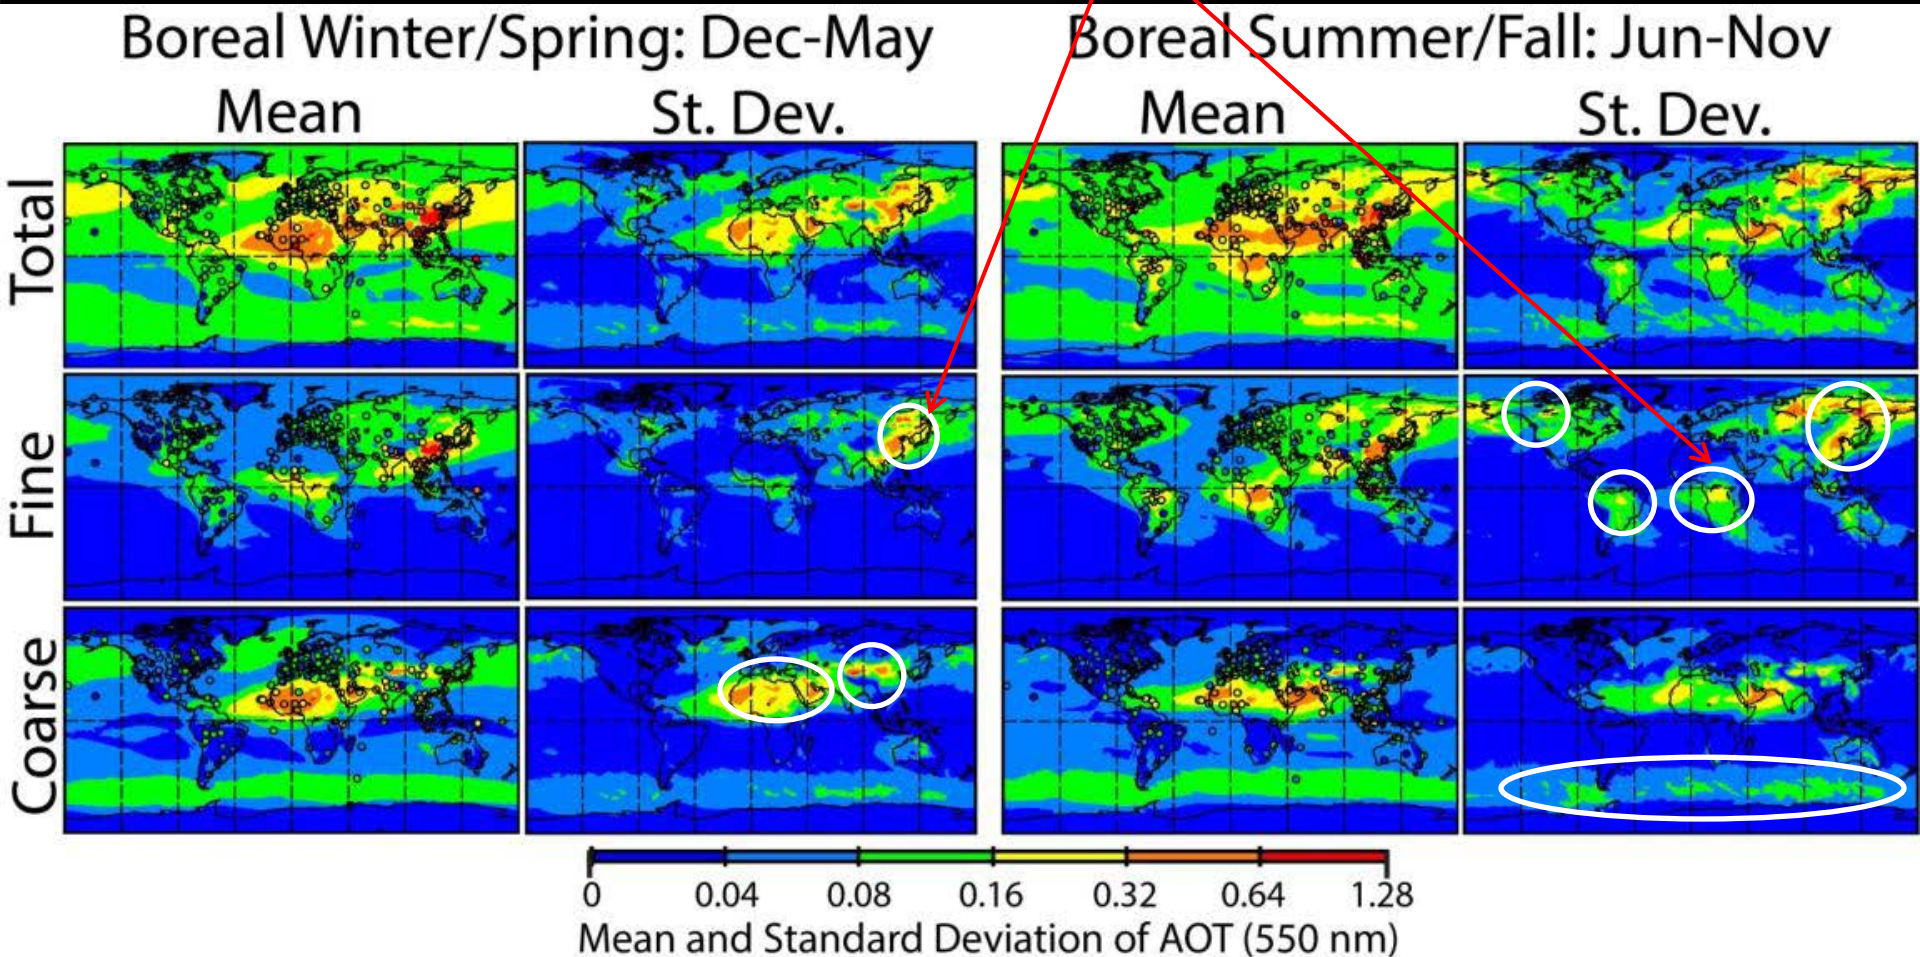 Boreal Winter/Spring: Dec-May
Boreal Summer/Fall: Jun-Nov
Mean
St. Dev.
Mean
St. Dev.
Total
Fine
Coarse
0
0.04
0.08
0.16
0.32
0.64
1.28
Mean and Standard Deviation of AOT (550 nm)